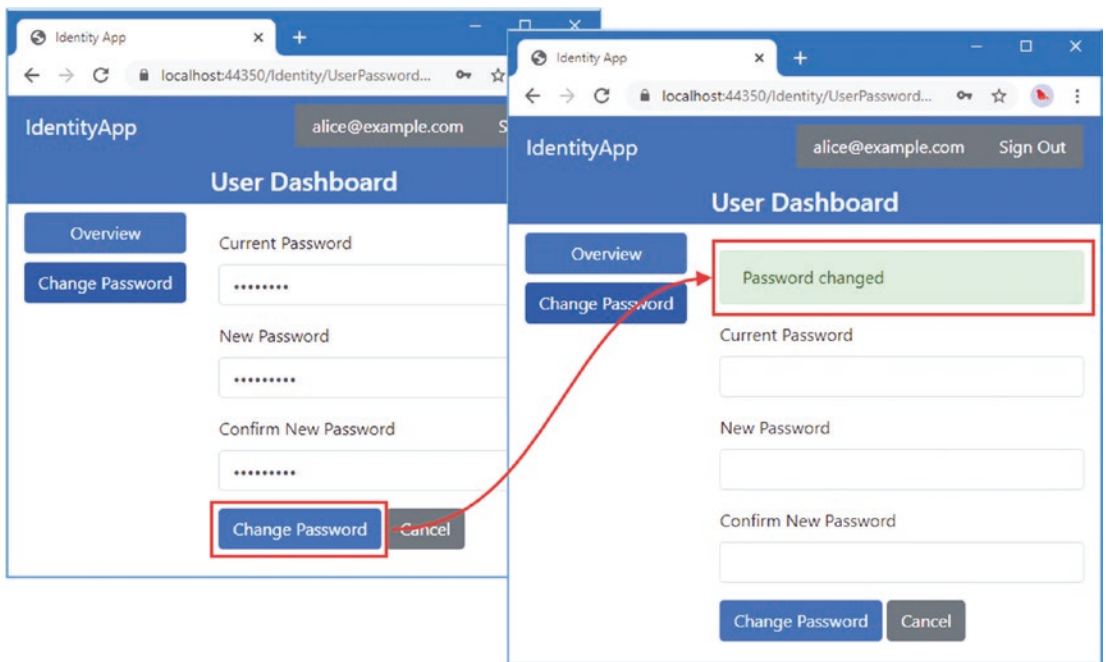 Identity App
localhost:44350/Identity/UserPassword...
IdentityApp
alice@example.com
S
User Dashboard
Overview
Change Password
Current Password
••••••••
New Password
•••••••••
Confirm New Password
•••••••••
Change Password
Cancel
Identity App
localhost:44350/Identity/UserPassword...
IdentityApp
alice@example.com
Sign Out
User Dashboard
Overview
Change Password
Password changed
Current Password
New Password
Confirm New Password
Change Password
Cancel